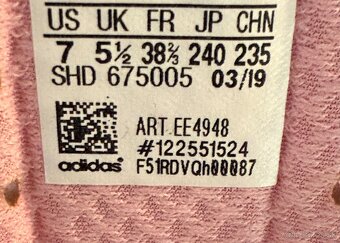 US UK FR JP CHN
7 5½ 38⅔ 240 235
SHD 675005 03/19
ART EE4948
#122551524
adidas® F51RDVQh00087